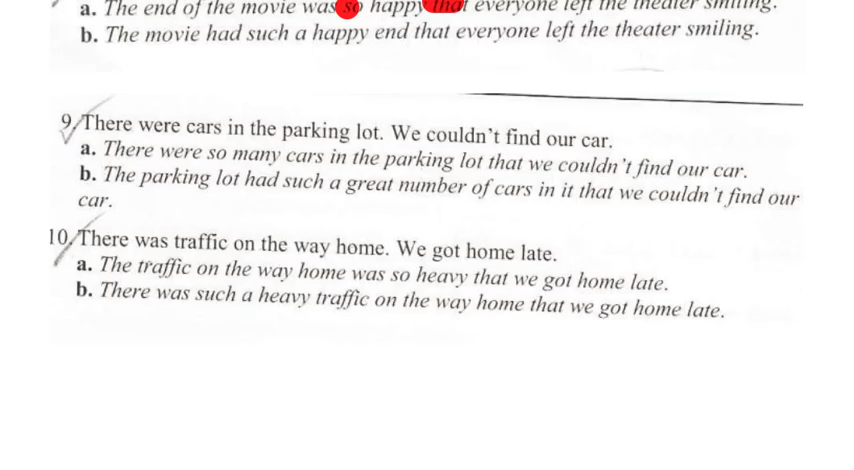 a. The end of the movie was so happy that everyone left the theater smiling.
b. The movie had such a happy end that everyone left the theater smiling.
9. There were cars in the parking lot. We couldn't find our car.
a. There were so many cars in the parking lot that we couldn't find our car.
b. The parking lot had such a great number of cars in it that we couldn't find our
car.
10. There was traffic on the way home. We got home late.
a. The traffic on the way home was so heavy that we got home late.
b. There was such a heavy traffic on the way home that we got home late.